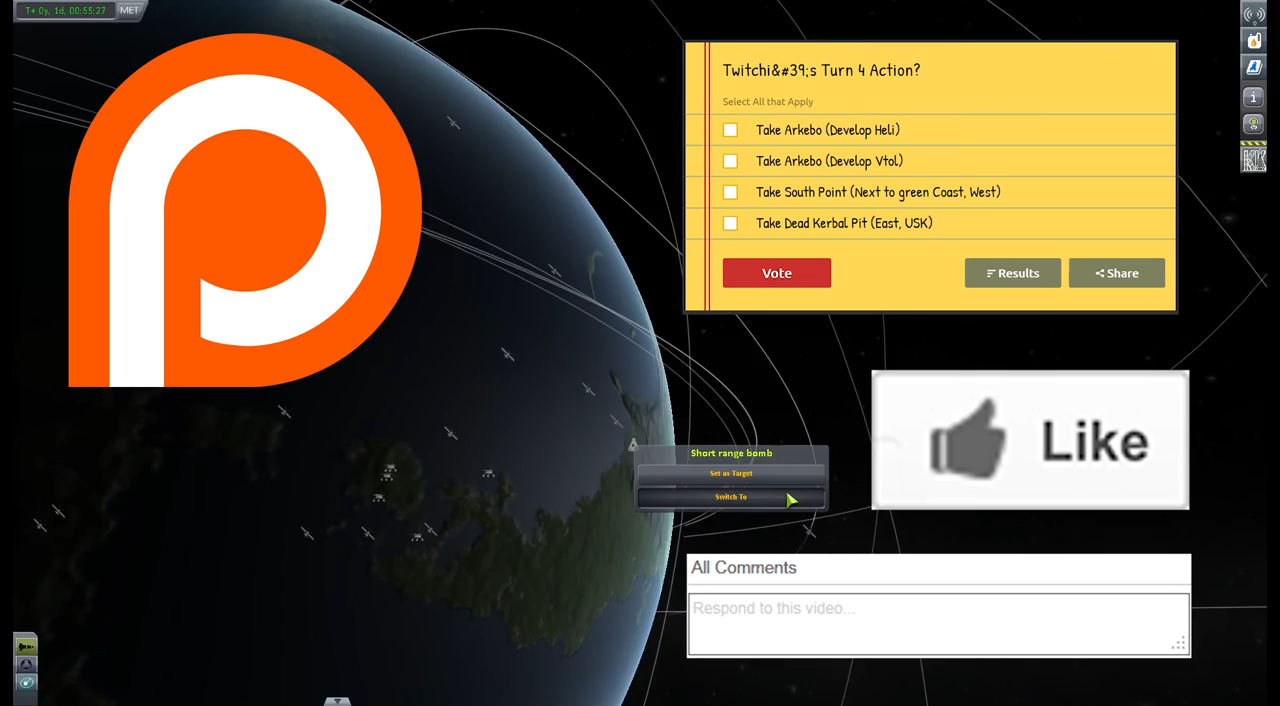 T+ 0y, 1d, 00:55:27 MET
Twitchi&#39;s Turn 4 Action?
Select All that Apply
Take Arkebo (Develop Heli)
Take Arkebo (Develop Vtol)
Take South Point (Next to green Coast, West)
Take Dead Kerbal Pit (East, USK)
Vote Results Share
Like
Short range bomb
Set as Target
Switch To
All Comments
Respond to this video...
KK